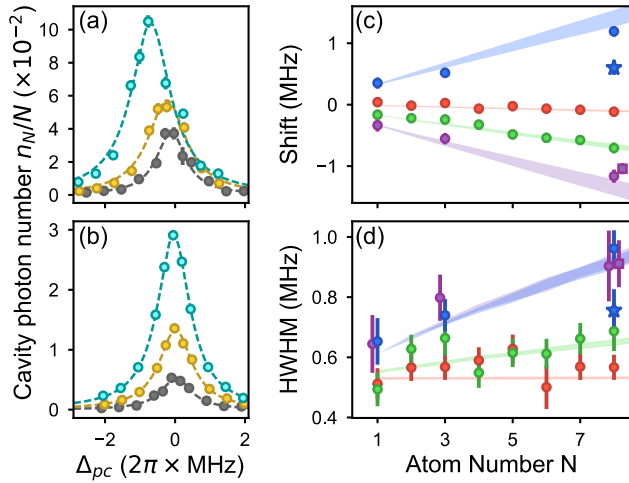 (a)
10
8
6
4
2
0
Cavity photon number n_N/N (×10⁻²)
(b)
3
2
1
0
−2
0
2
Δ_pc (2π × MHz)
(c)
1
0
−1
Shift (MHz)
(d)
1.0
0.8
0.6
0.4
HWHM (MHz)
1
3
5
7
Atom Number N